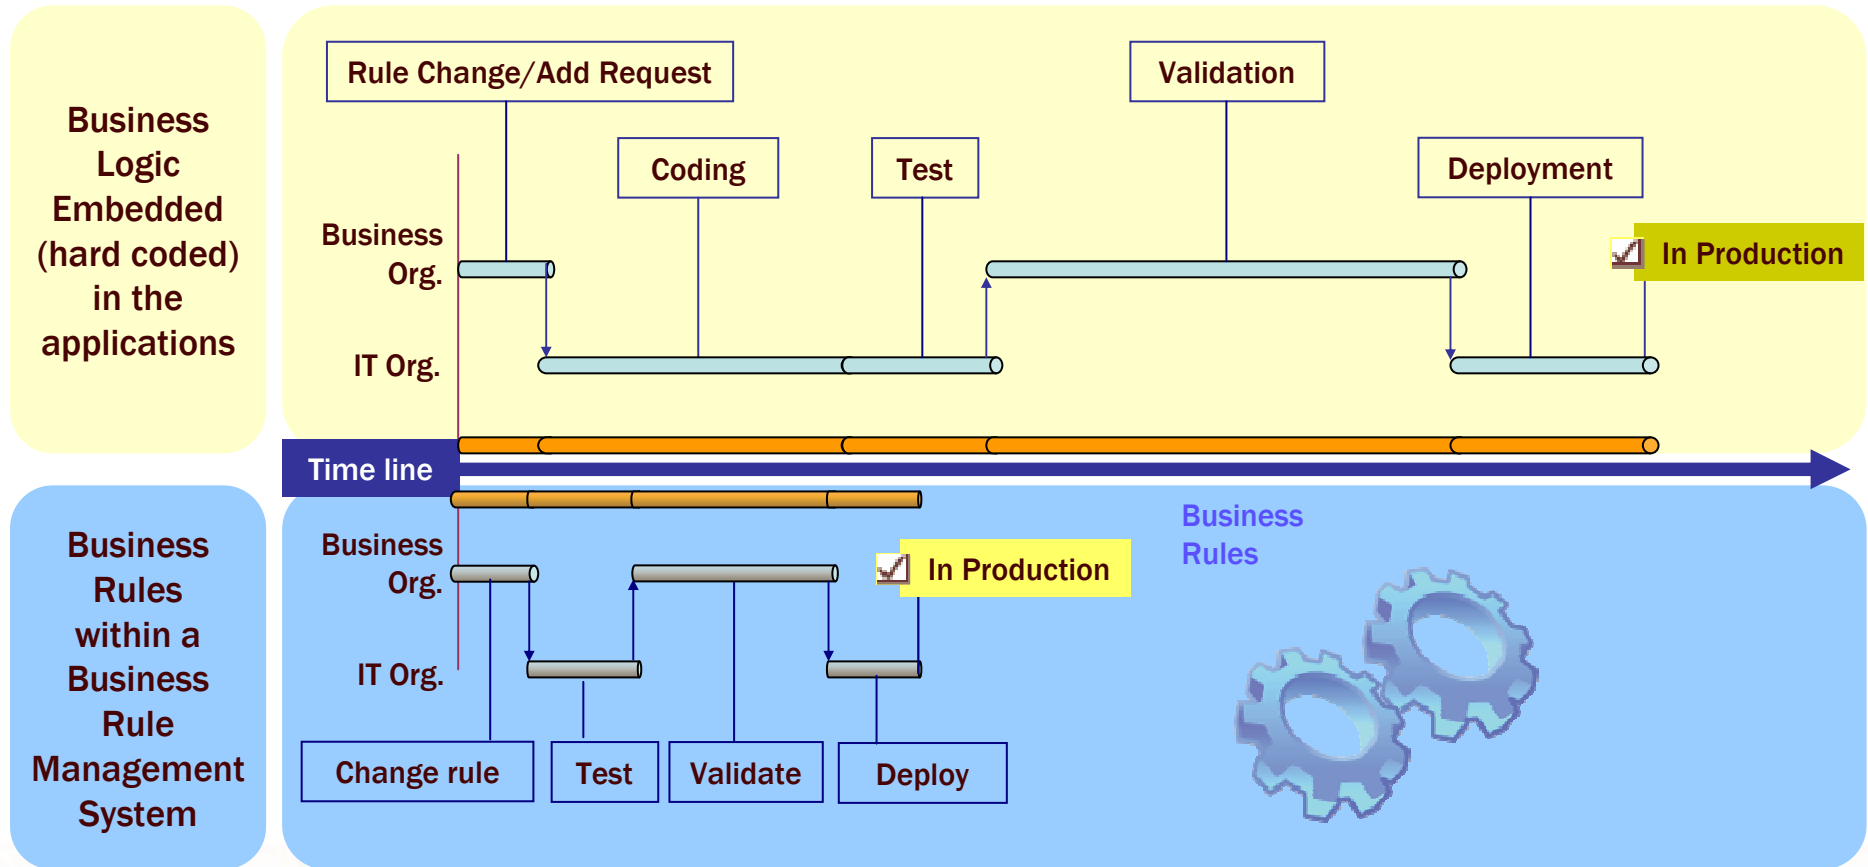 Business
Logic
Embedded
(hard coded)
in the
applications
Rule Change/Add Request
Validation
Coding
Test
Deployment
Business
Org.
In Production
IT Org.
Time line
Business
Rules
within a
Business
Rule
Management
System
Business
Org.
In Production
Business
Rules
IT Org.
Change rule
Test
Validate
Deploy